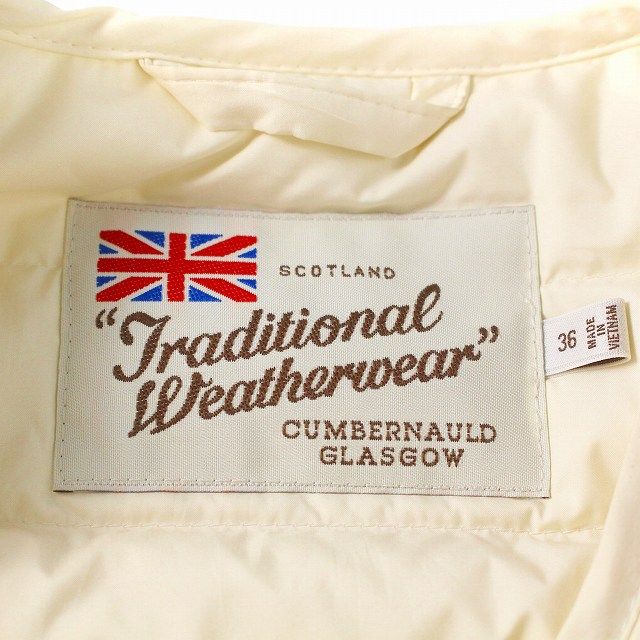 SCOTLAND
"Traditional
Weatherwear"
CUMBERNAULD
GLASGOW
36
MADE
IN
VIETNAM